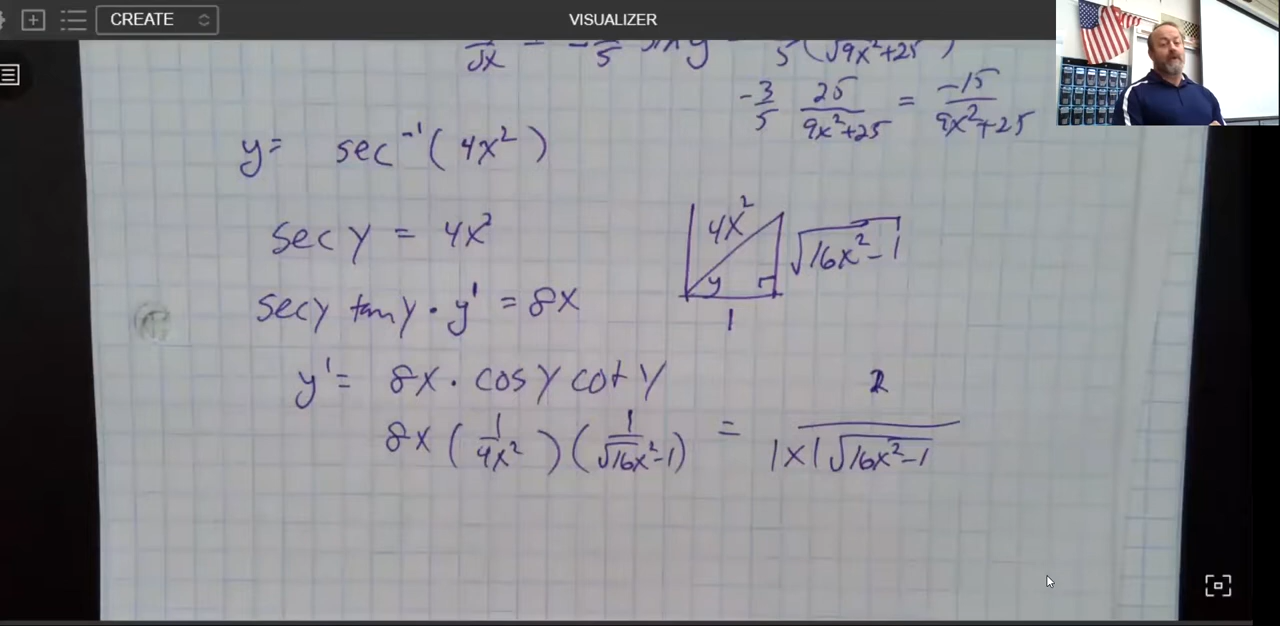 CREATE
VISUALIZER
-3/5 25/(9x²+25) = -15/(9x²+25)
y = sec⁻¹(4x²)
sec y = 4x²
4x²
√(16x²-1)
y
1
sec y tan y · y' = 8x
y' = 8x · cos y cot y
8x (1/4x²)(1/√(16x²-1)) = 2/(|x|√(16x²-1))